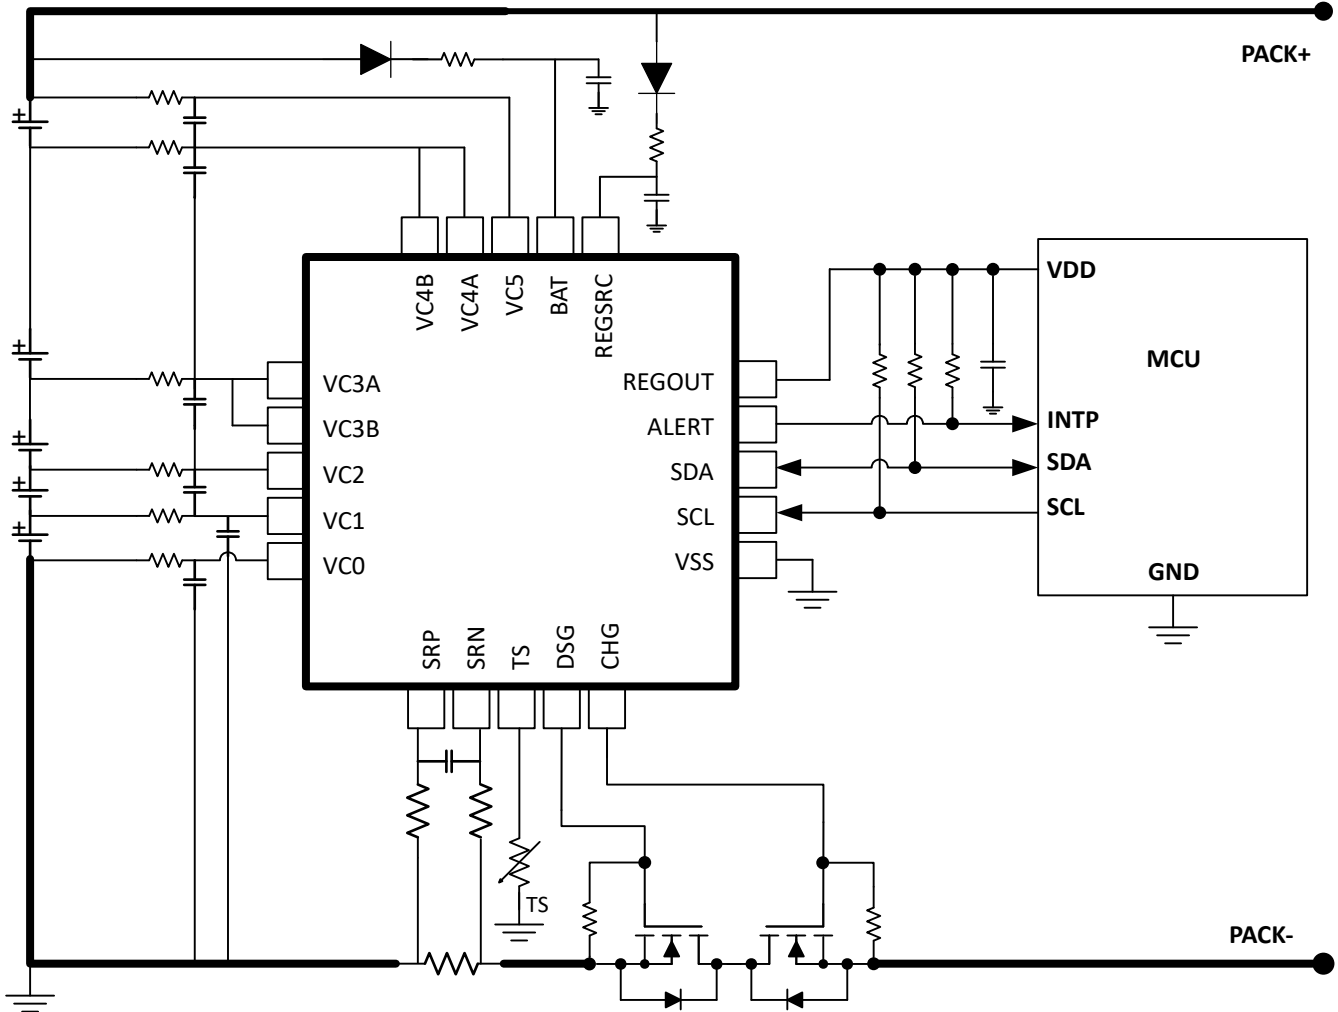 PACK+
VC4B
VC4A
VC5
BAT
REGSRC
VC3A
VC3B
VC2
VC1
VC0
REGOUT
ALERT
SDA
SCL
VSS
SRP
SRN
TS
DSG
CHG
VDD
MCU
INTP
SDA
SCL
GND
TS
PACK-
+
+
+
+
+